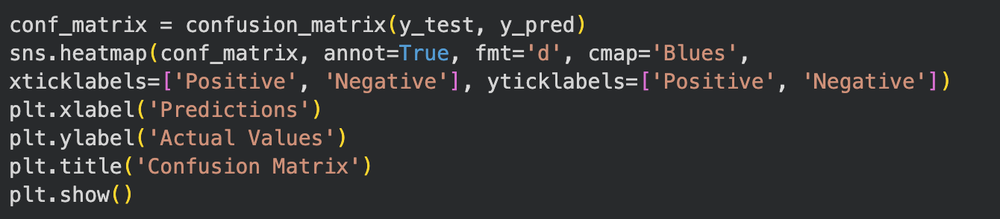 conf_matrix = confusion_matrix(y_test, y_pred)
sns.heatmap(conf_matrix, annot=True, fmt='d', cmap='Blues',
xticklabels=['Positive', 'Negative'], yticklabels=['Positive', 'Negative'])
plt.xlabel('Predictions')
plt.ylabel('Actual Values')
plt.title('Confusion Matrix')
plt.show()